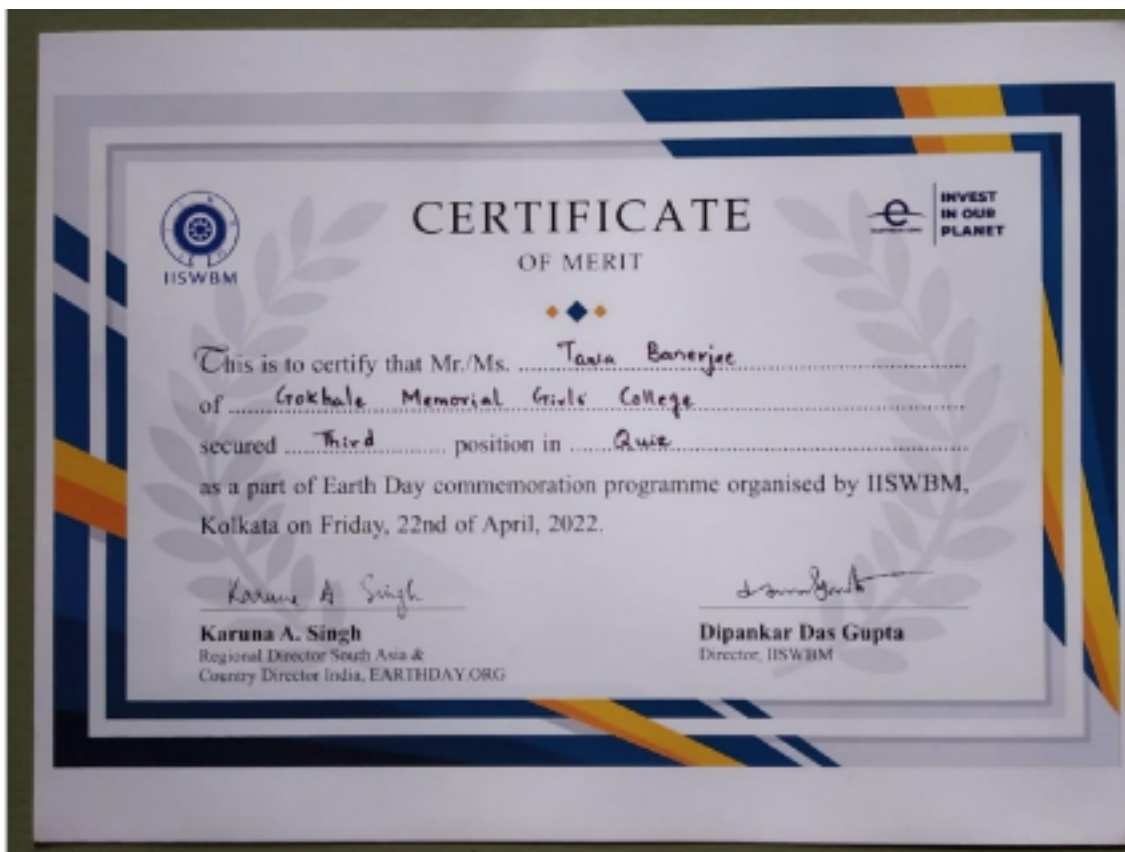 IISWBM
CERTIFICATE
INVEST
IN OUR
PLANET
OF MERIT
This is to certify that Mr./Ms. Tania Banerjee
of Gokhale Memorial Girls College
secured Third position in Quiz
as a part of Earth Day commemoration programme organised by IISWBM,
Kolkata on Friday, 22nd of April, 2022.
Karuna A Singh
Karuna A. Singh
Regional Director South Asia &
Country Director India, EARTHDAY.ORG
Dipankar Das Gupta
Director, IISWBM